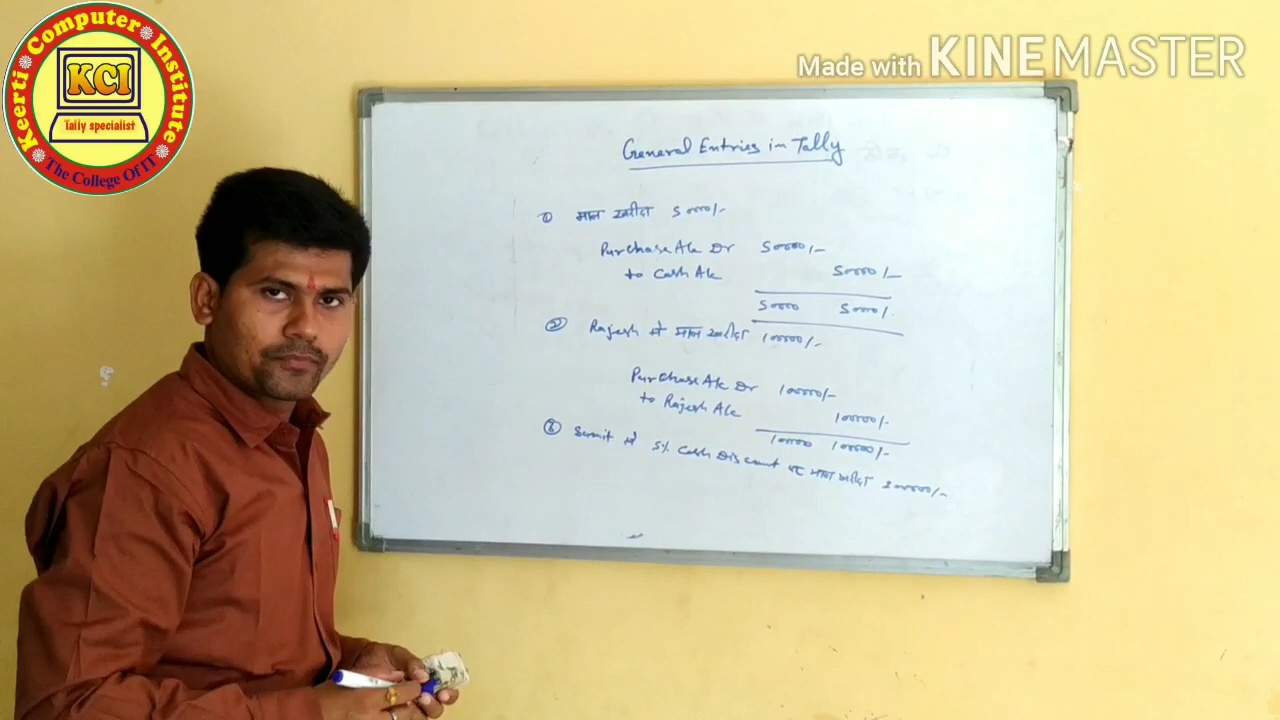 Keerti Computer Institute
KCI
Tally specialist
The College Of IT
Made with KINEMASTER
General Entries in Tally
① माल खरीदा 50000/-
Purchase A/c Dr 50000/-
to Cash A/c 50000/-
50000 50000/-
② Rajesh से माल खरीदा 100000/-
Purchase A/c Dr 100000/-
to Rajesh A/c 100000/-
100000 100000/-
③ Sumit से 5% Cash Discount पर माल खरीदा 200000/-